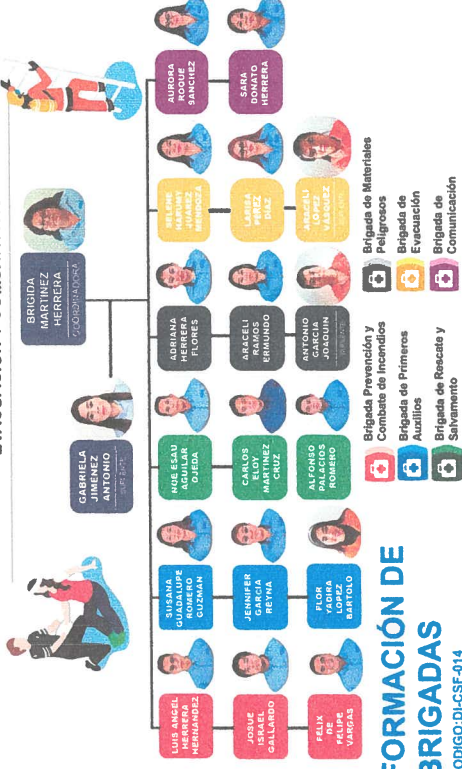 BRIGIDA
MARTINEZ
HERRERA
COORDINADORA
GABRIELA
JIMENEZ
ANTONIO
SUPLENTE
LUIS ANGEL
HERRERA
HERNANDEZ
JOSUE
ISRAEL
GALLARDO
FELIX
DE
FELIPE
VARGAS
SUSANA
GUADALUPE
ROMERO
GUZMAN
JENNIFER
GARCIA
REYNA
FLOR
YADIRA
LOPEZ
BARTOLO
NOE ESAU
AGUILAR
OJEDA
CARLOS
ELOY
MARTINEZ
CRUZ
ALFONSO
PALACIOS
ROMERO
ADRIANA
HERRERA
FLORES
ARACELI
RAMOS
ERMUNDO
ANTONIO
GARCIA
JOAQUIN
SUPLENTE
JUAREZ
MENDOZA
LARISA
PEREZ
DIAZ
ARACELI
LOPEZ
VASQUEZ
SUPLENTE
AURORA
ROQUE
SANCHEZ
SARA
DONATO
HERRERA
FORMACIÓN DE
BRIGADAS
CODIGO: DI-CSF-014
Brigada Prevención y
Combate de Incendios
Brigada de Primeros
Auxilios
Brigada de Rescate y
Salvamento
Brigada de Materiales
Peligrosos
Brigada de
Evacuación
Brigada de
Comunicación